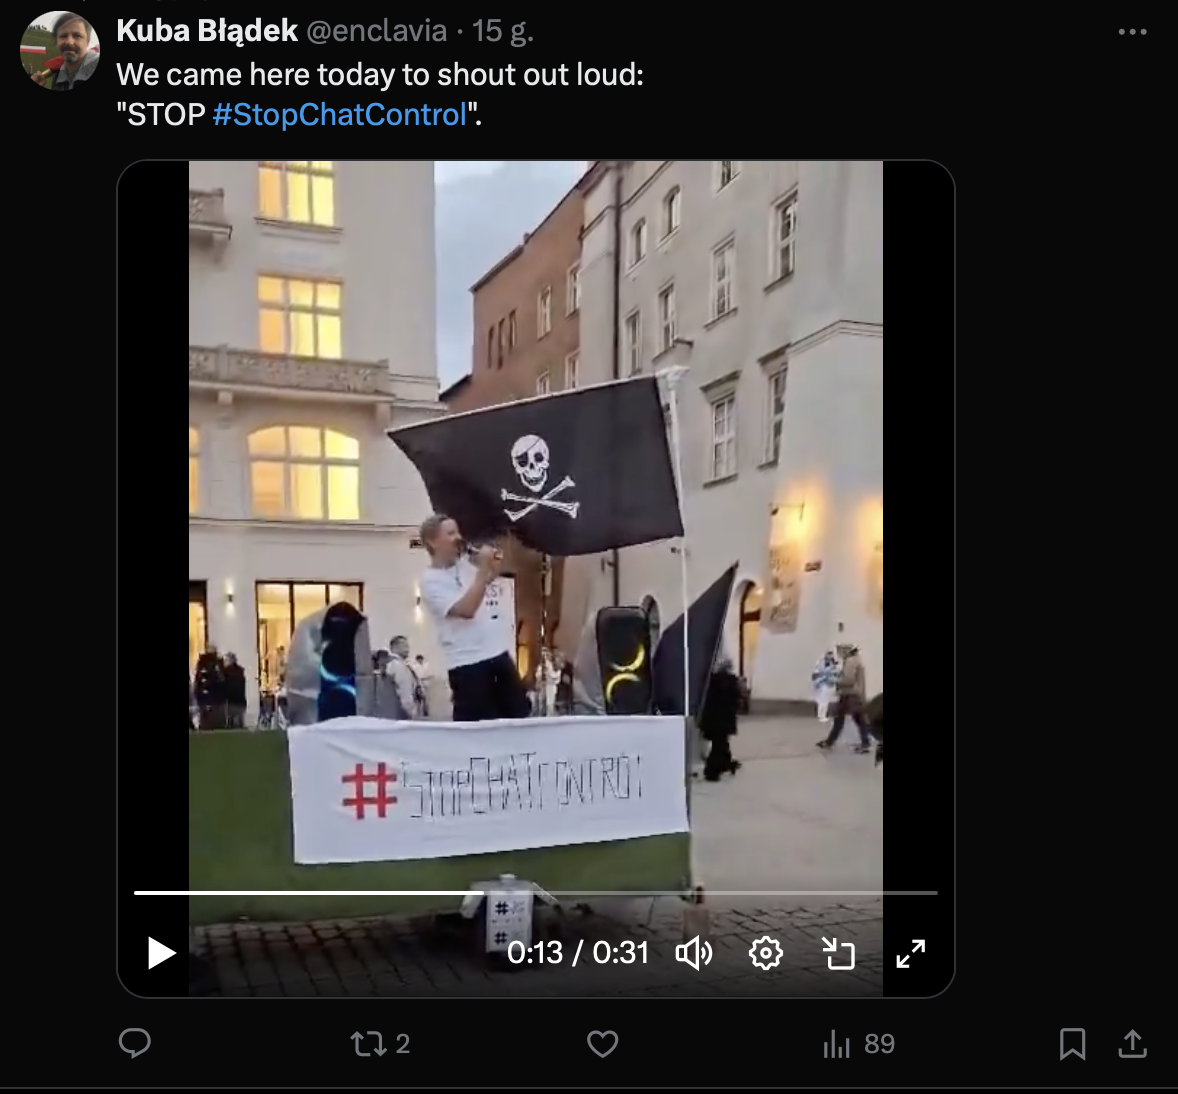 Kuba Błądek @enclavia · 15 g.
We came here today to shout out loud:
"STOP #StopChatControl".
#STOPCHATCONTROl
0:13 / 0:31
2
89